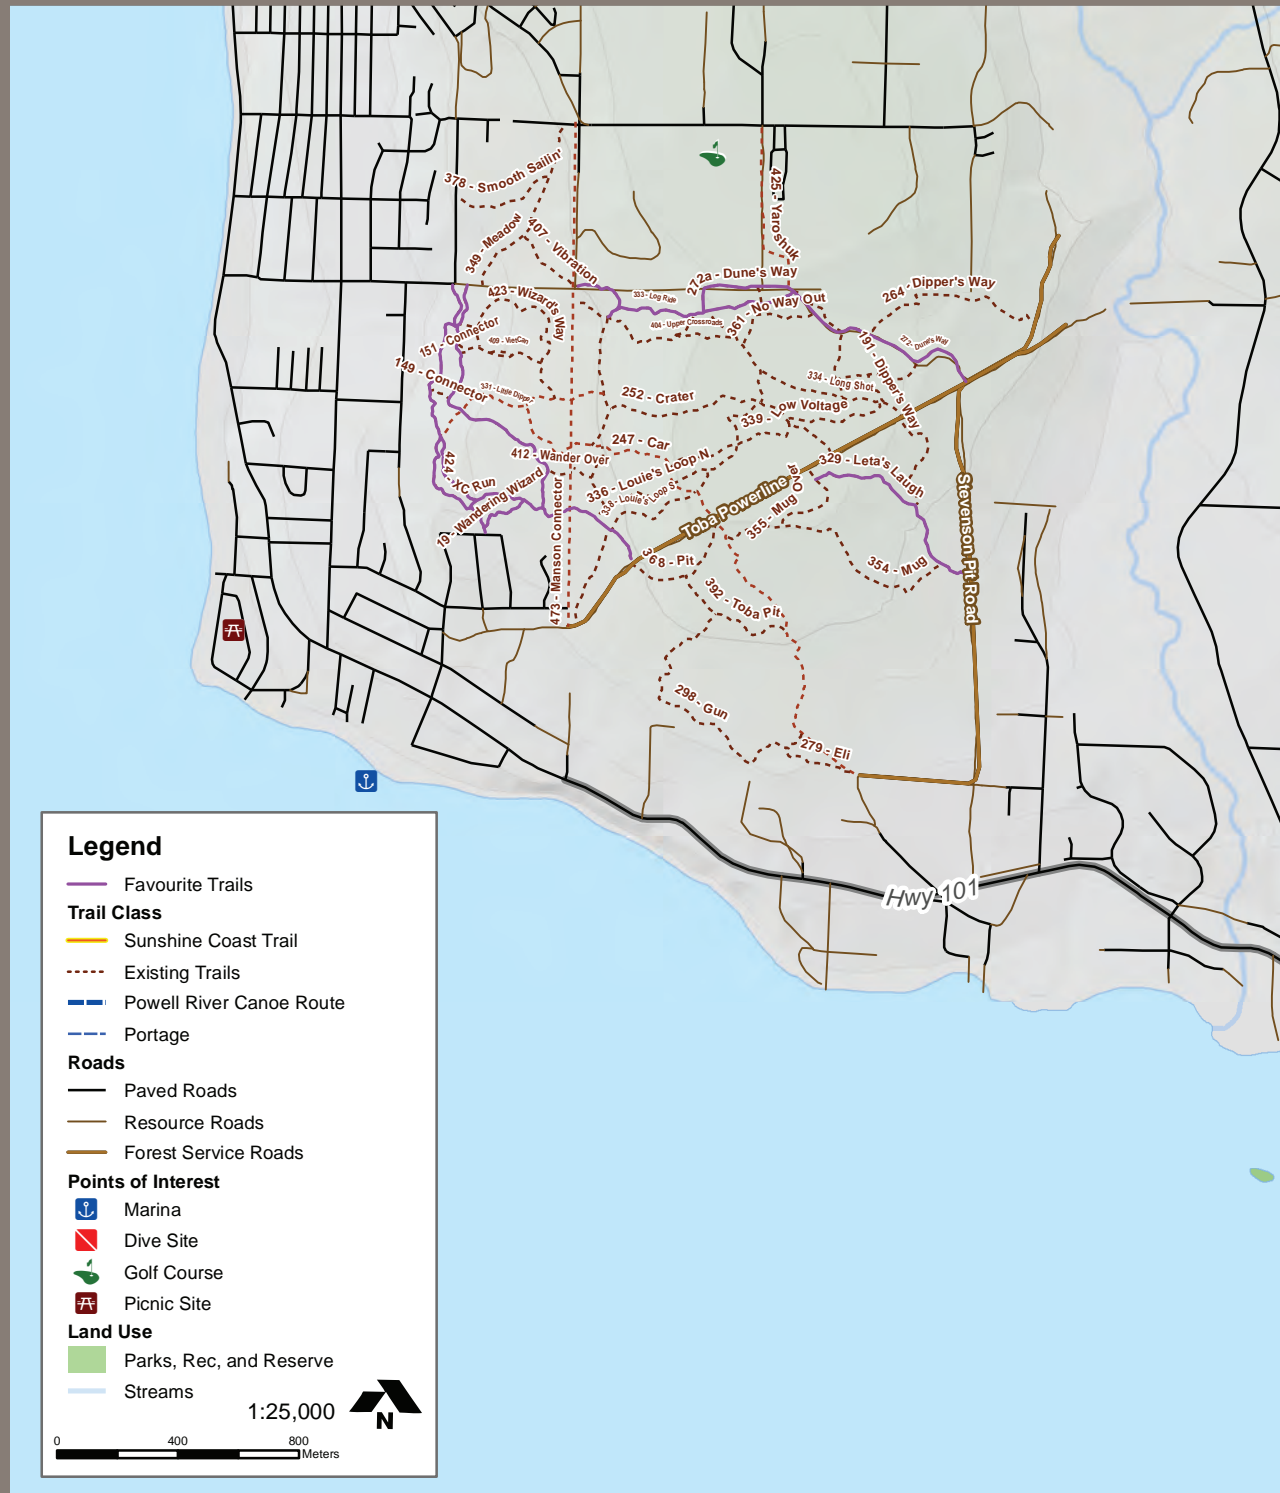 378 - Smooth Sailin'
425 - Yaroshuk
349 - Meadow
407 - Vibration
272a - Dune's Way
264 - Dipper's Way
423 - Wizard's Way
333 - Log Ride
361 - No Way Out
404 - Upper Crossroads
151 - Connector
409 - VietCan
191 - Dipper's Way
272 - Dune's Way
149 - Connector
331 - Little Dipper
334 - Long Shot
252 - Crater
339 - Low Voltage
247 - Car
412 - Wander Over
424 - XC Run
336 - Louie's Loop N
329 - Leta's Laugh
338 - Louie's Loop S
19 - Wandering Wizard
Toba Powerline
355 - Mug Over
Stevenson Pit Road
473 - Manson Connector
368 - Pit
354 - Mug
392 - Toba Pit
298 - Gun
279 - Eli
Hwy 101
Legend
Favourite Trails
Trail Class
Sunshine Coast Trail
Existing Trails
Powell River Canoe Route
Portage
Roads
Paved Roads
Resource Roads
Forest Service Roads
Points of Interest
Marina
Dive Site
Golf Course
Picnic Site
Land Use
Parks, Rec, and Reserve
Streams
1:25,000
N
0 400 800
Meters